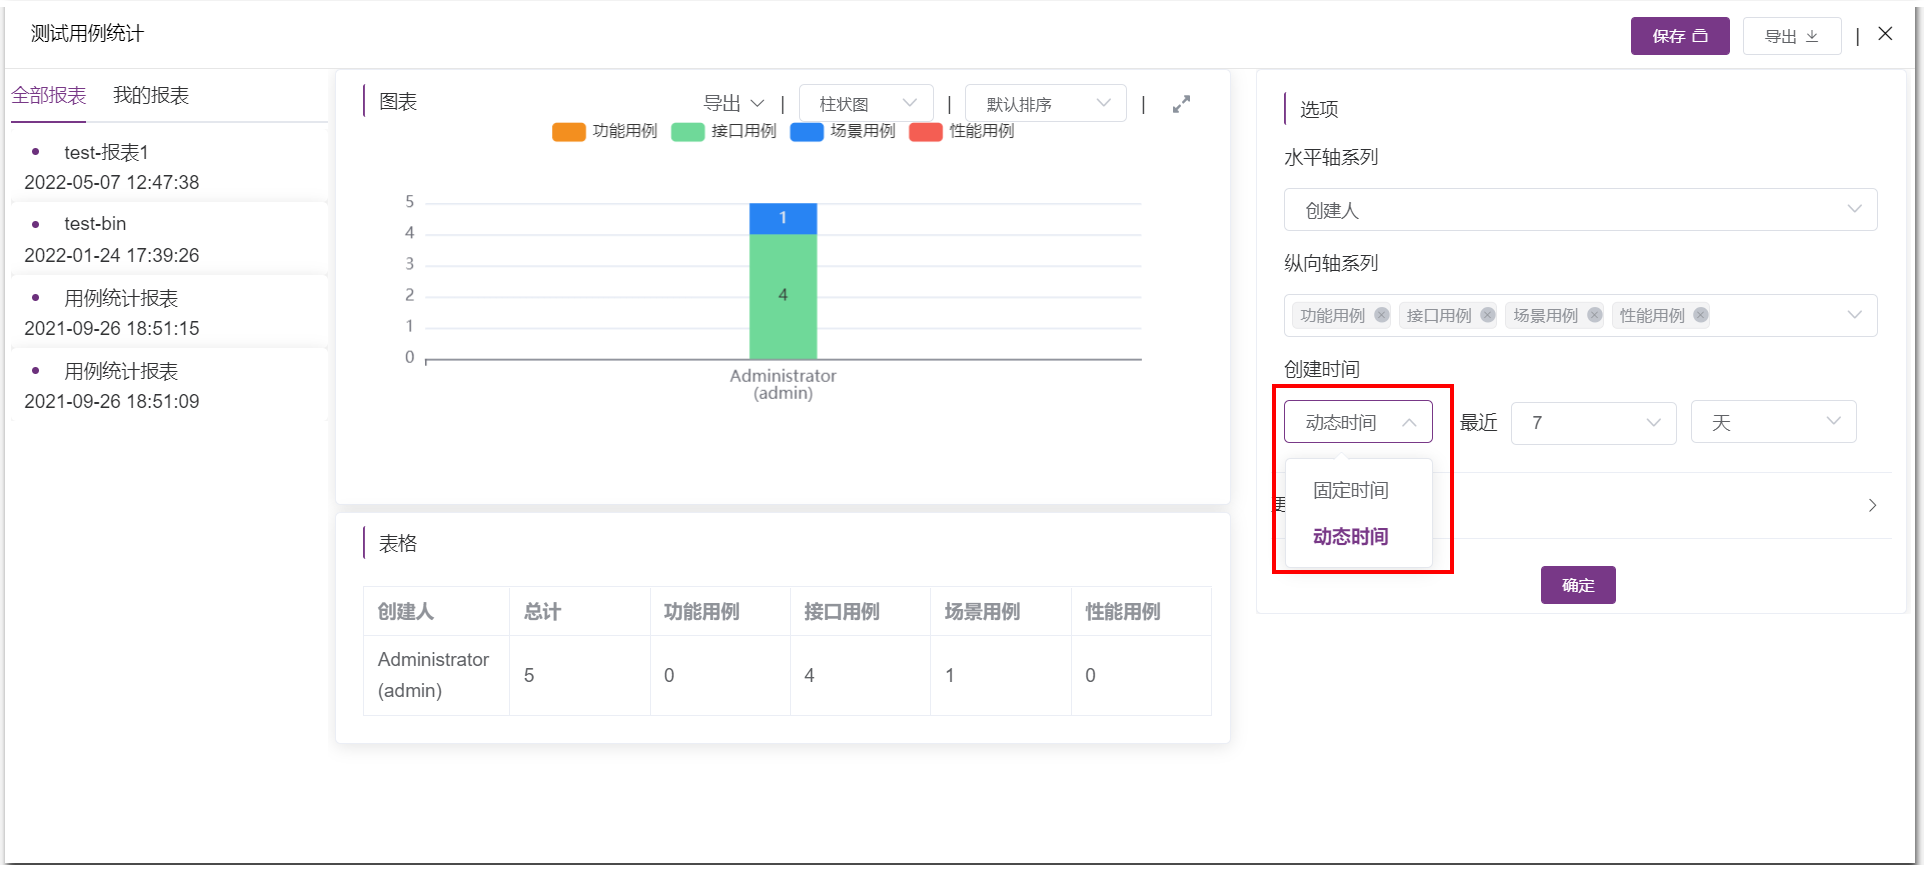 测试用例统计
保存
导出
|
全部报表
我的报表
test-报表1
2022-05-07 12:47:38
test-bin
2022-01-24 17:39:26
用例统计报表
2021-09-26 18:51:15
用例统计报表
2021-09-26 18:51:09
图表
导出 | 柱状图 | 默认排序 |
功能用例 接口用例 场景用例 性能用例
5
4
3
2
1
0
1
4
Administrator
(admin)
表格
创建人 总计 功能用例 接口用例 场景用例 性能用例
Administrator
(admin)
5 0 4 1 0
选项
水平轴系列
创建人
纵向轴系列
功能用例 接口用例 场景用例 性能用例
创建时间
动态时间 最近 7 天
固定时间
动态时间
确定